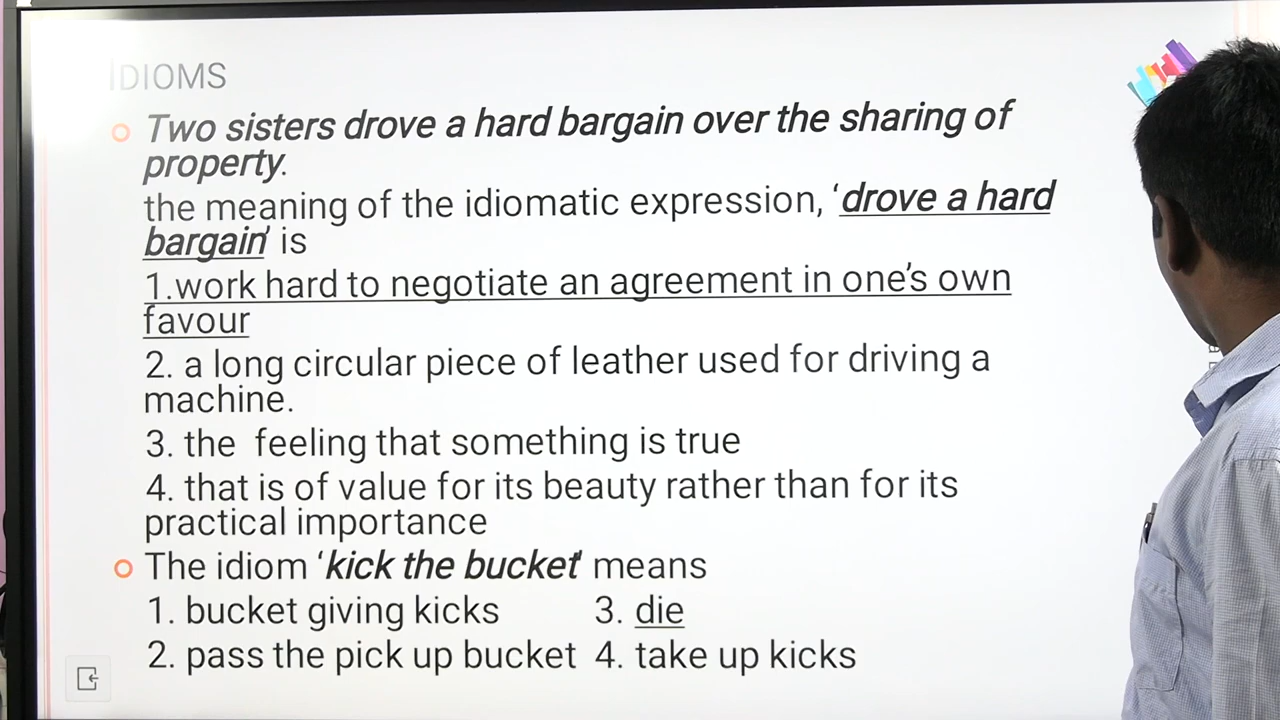 IDIOMS
Two sisters drove a hard bargain over the sharing of
property.
the meaning of the idiomatic expression, ‘drove a hard
bargain’ is
1.work hard to negotiate an agreement in one’s own
favour
2. a long circular piece of leather used for driving a
machine.
3. the feeling that something is true
4. that is of value for its beauty rather than for its
practical importance
The idiom ‘kick the bucket’ means
1. bucket giving kicks 3. die
2. pass the pick up bucket 4. take up kicks